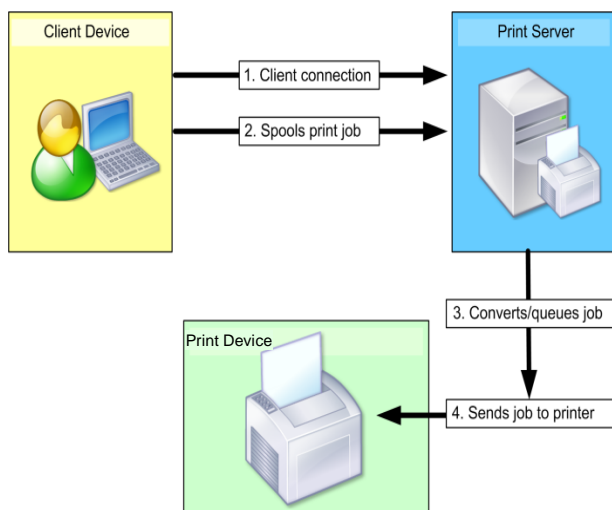 Client Device
Print Server
1. Client connection
2. Spools print job
3. Converts/queues job
Print Device
4. Sends job to printer